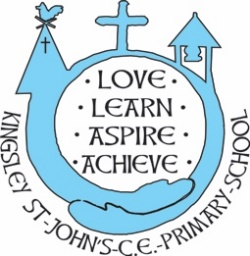 · LOVE ·
· LEARN ·
· ASPIRE ·
· ACHIEVE ·
KINGSLEY ST·JOHN'S-C.E.-PRIMARY-SCHOOL